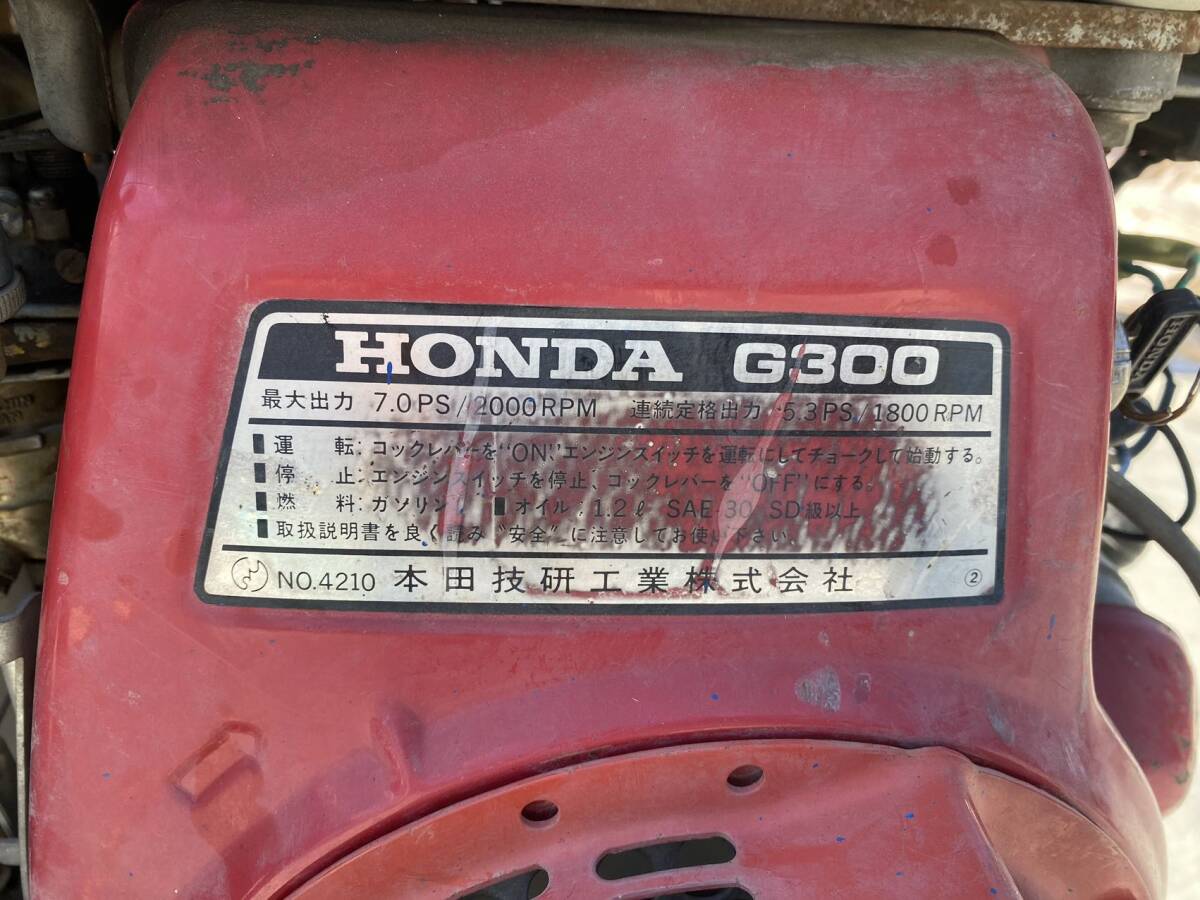 HONDA G300
最大出力 7.0PS/2000RPM 連続定格出力 5.3PS/1800RPM
運転: コックレバーを"ON"エンジンスイッチを運転にしてチョークして始動する。
停止: エンジンスイッチを停止、コックレバーを"OFF"にする。
燃料: ガソリン オイル: 1.2ℓ SAE-30 SD級以上
取扱説明書を良く読み "安全" に注意してお使い下さい。
NO.4210 本田技研工業株式会社 ②
HONDA